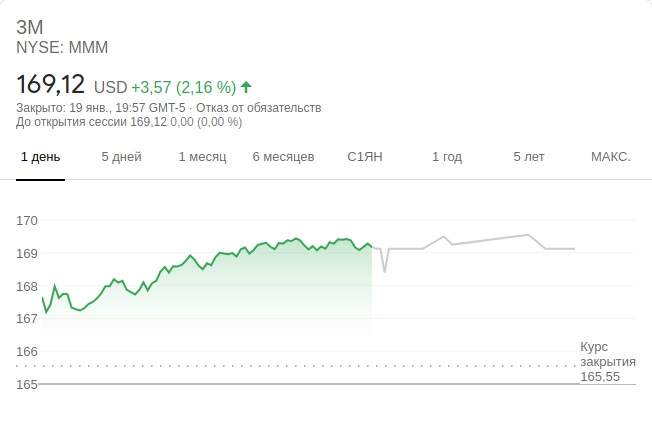 3M
NYSE: MMM
169,12 USD +3,57 (2,16 %)
Закрыто: 19 янв., 19:57 GMT-5 · Отказ от обязательств
До открытия сессии 169,12 0,00 (0,00 %)
1 день 5 дней 1 месяц 6 месяцев С1ЯН 1 год 5 лет МАКС.
170
169
168
167
166
165
Курс
закрытия
165,55